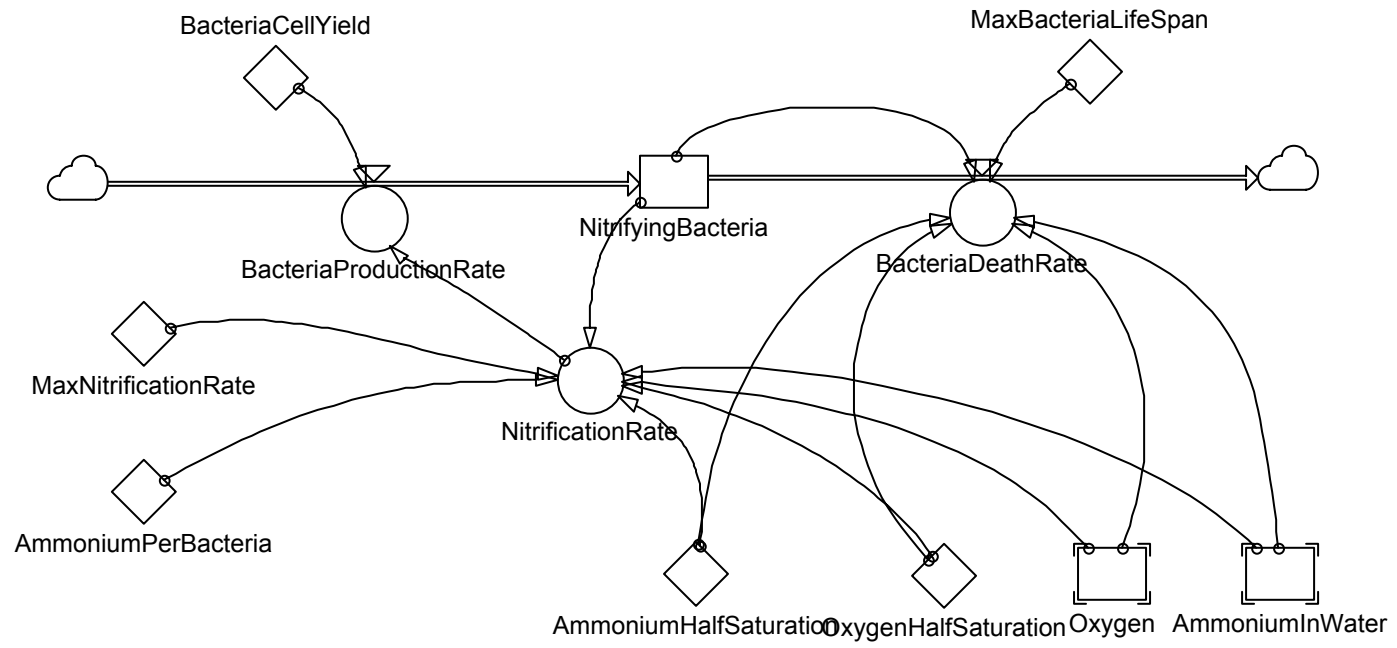 MaxBacteriaLifeSpan
BacteriaCellYield
NitrifyingBacteria
BacteriaProductionRate
BacteriaDeathRate
MaxNitrificationRate
NitrificationRate
AmmoniumPerBacteria
AmmoniumHalfSaturation
OxygenHalfSaturation
Oxygen
AmmoniumInWater